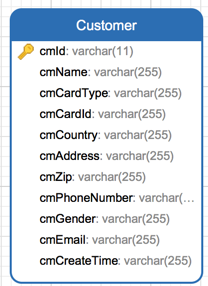 Customer
cmId: varchar(11)
cmName: varchar(255)
cmCardType: varchar(255)
cmCardId: varchar(255)
cmCountry: varchar(255)
cmAddress: varchar(255)
cmZip: varchar(255)
cmPhoneNumber: varchar(...
cmGender: varchar(255)
cmEmail: varchar(255)
cmCreateTime: varchar(255)